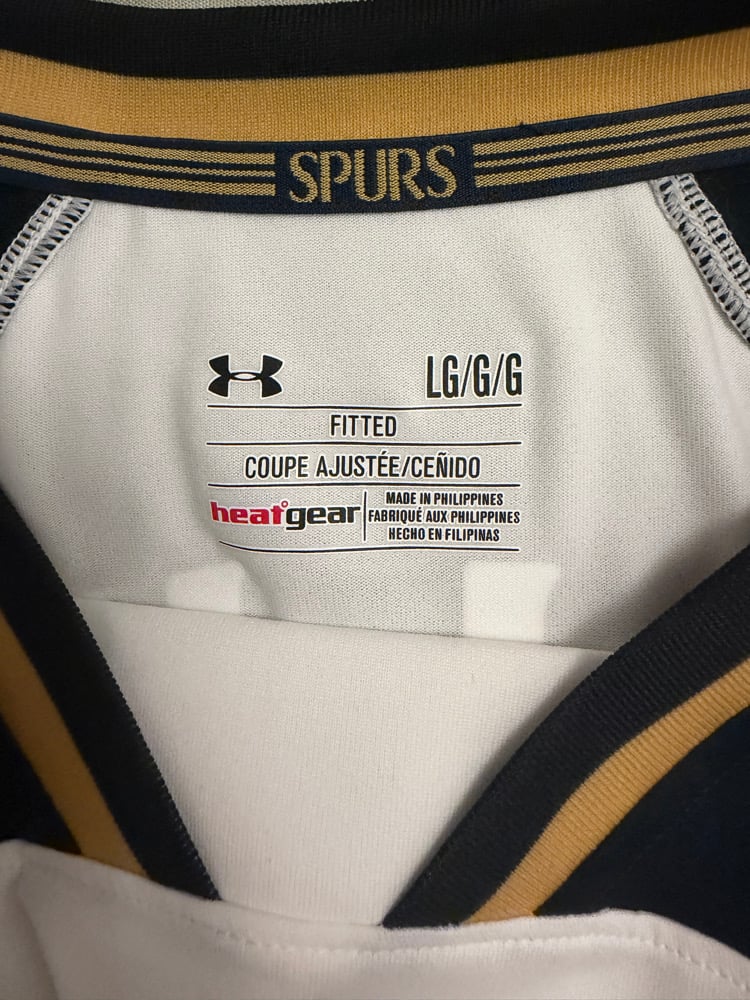 SPURS
LG/G/G
FITTED
COUPE AJUSTÉE/CEÑIDO
heatgear
MADE IN PHILIPPINES
FABRIQUÉ AUX PHILIPPINES
HECHO EN FILIPINAS